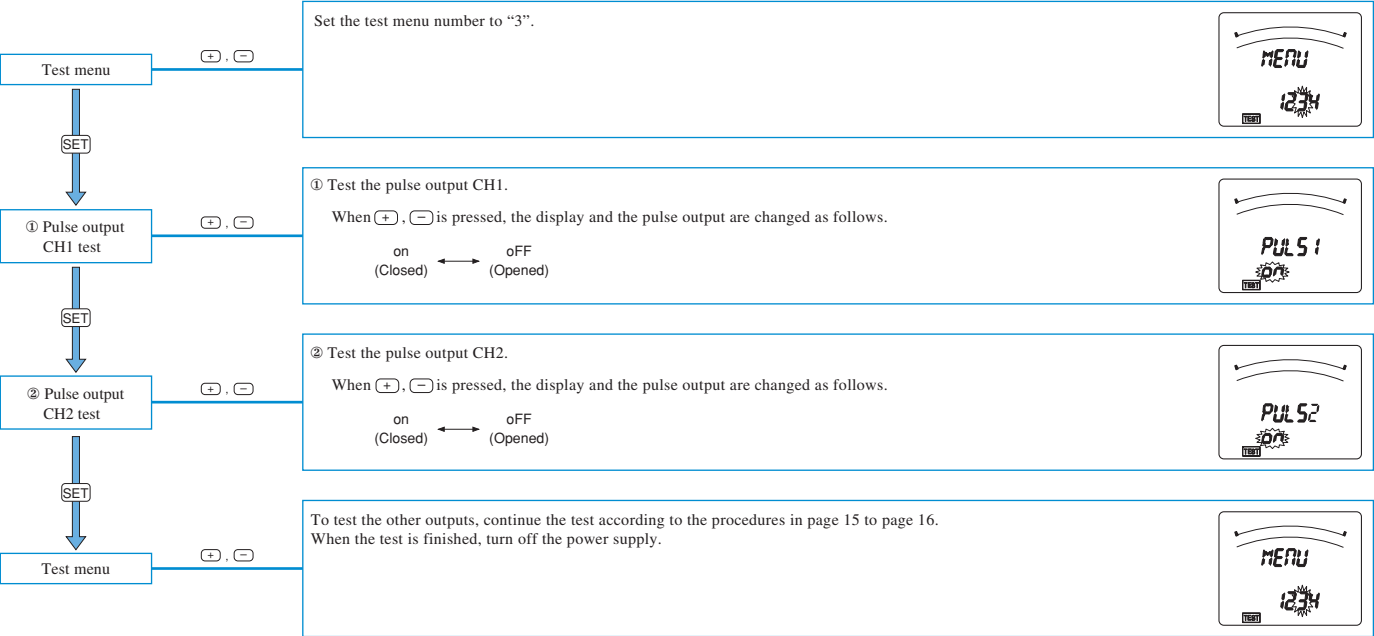 Set the test menu number to “3”.
Test menu
+ , −
MENU
1234
TEST
SET
① Pulse output
CH1 test
+ , −
① Test the pulse output CH1.
When + , − is pressed, the display and the pulse output are changed as follows.
on oFF
(Closed) (Opened)
PULS1
on
TEST
SET
② Pulse output
CH2 test
+ , −
② Test the pulse output CH2.
When + , − is pressed, the display and the pulse output are changed as follows.
on oFF
(Closed) (Opened)
PULS2
on
TEST
SET
Test menu
+ , −
To test the other outputs, continue the test according to the procedures in page 15 to page 16.
When the test is finished, turn off the power supply.
MENU
1234
TEST